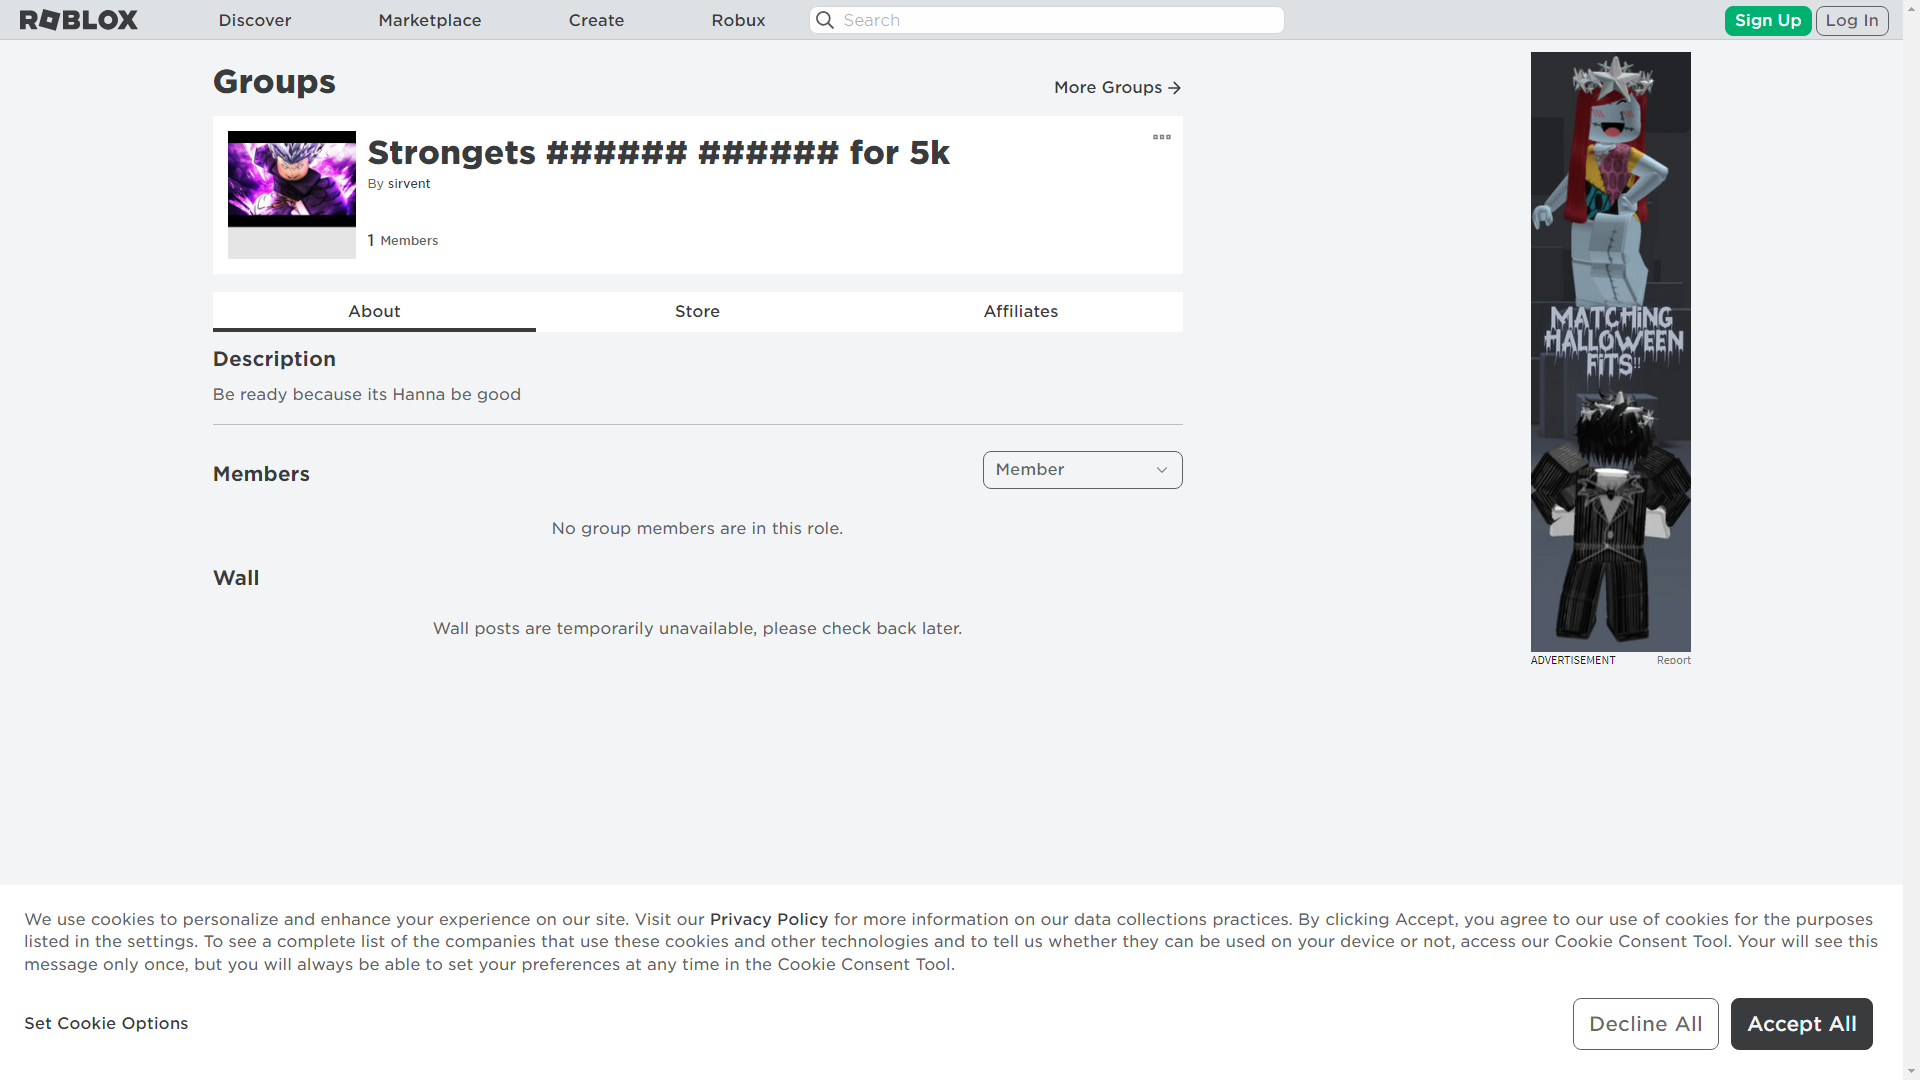 ROBLOX
Discover
Marketplace
Create
Robux
Search
Sign Up
Log In
Groups
More Groups
Strongets ###### ###### for 5k
By sirvent
1 Members
About
Store
Affiliates
Description
Be ready because its Hanna be good
Members
Member
No group members are in this role.
Wall
Wall posts are temporarily unavailable, please check back later.
MATCHING
HALLOWEEN
FITS!!
ADVERTISEMENT
Report
We use cookies to personalize and enhance your experience on our site. Visit our Privacy Policy for more information on our data collections practices. By clicking Accept, you agree to our use of cookies for the purposes
listed in the settings. To see a complete list of the companies that use these cookies and other technologies and to tell us whether they can be used on your device or not, access our Cookie Consent Tool. Your will see this
message only once, but you will always be able to set your preferences at any time in the Cookie Consent Tool.
Set Cookie Options
Decline All
Accept All